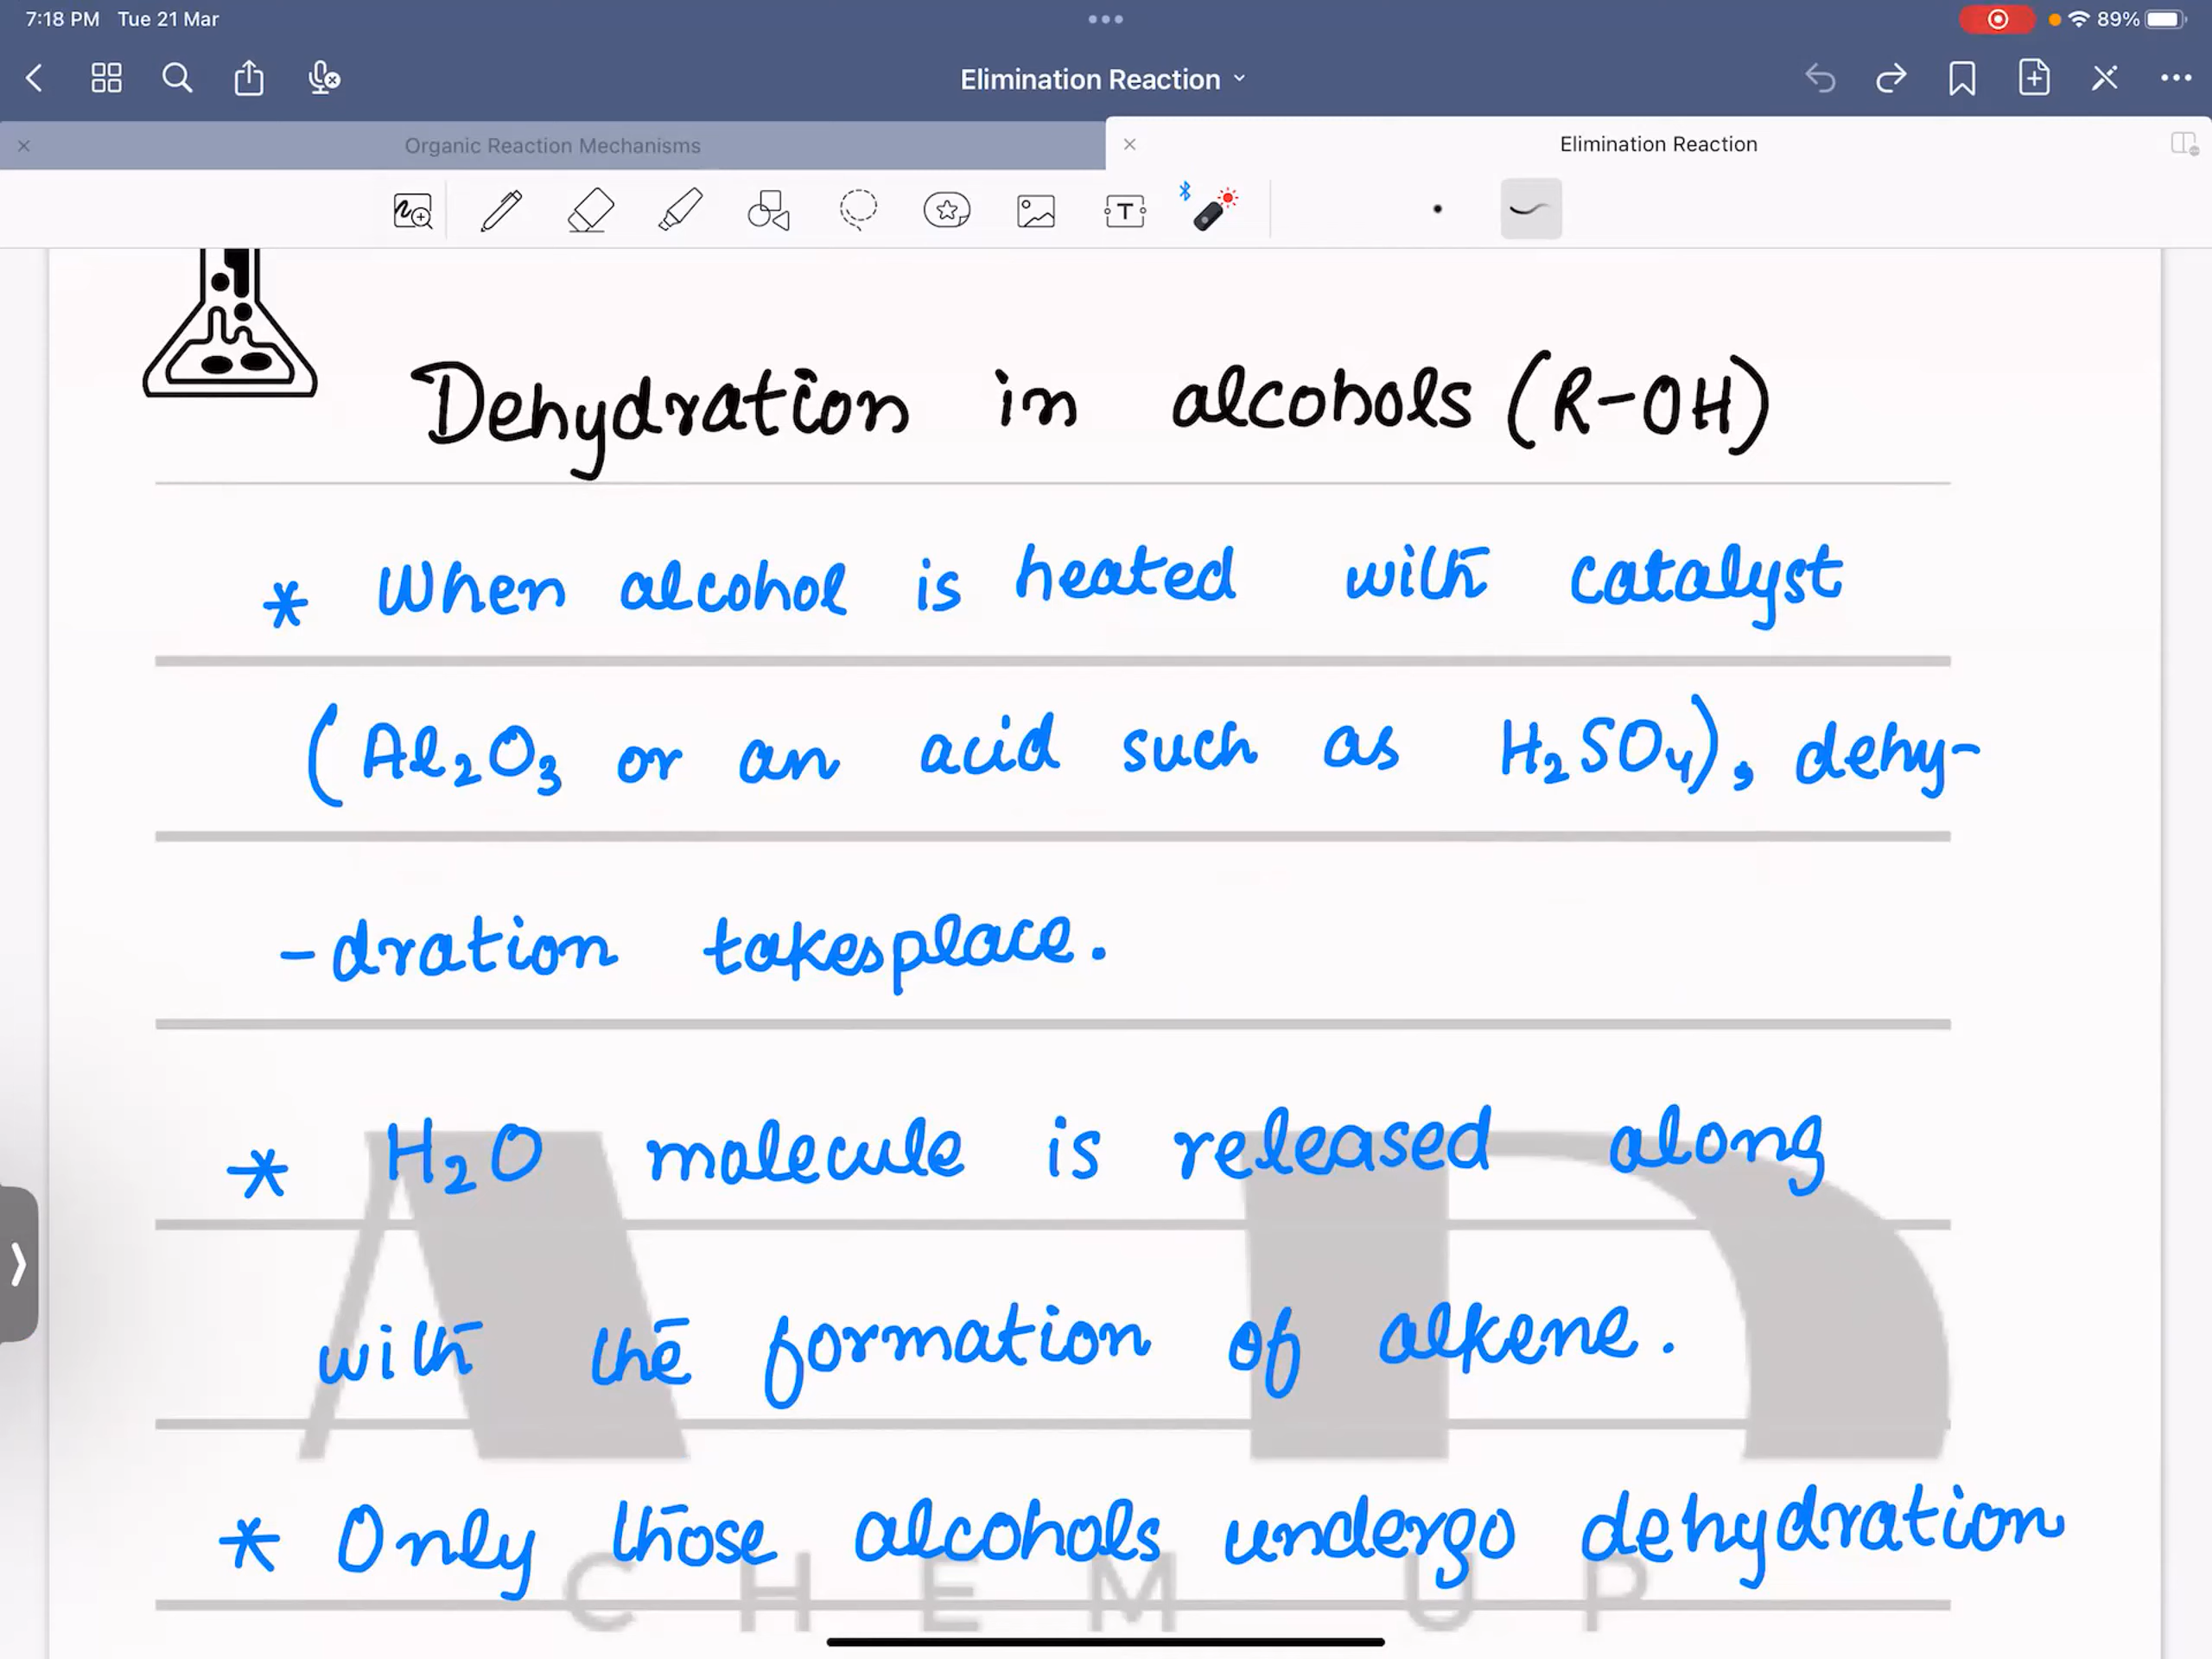 7:18 PM Tue 21 Mar
89%
Elimination Reaction
Organic Reaction Mechanisms
Elimination Reaction
Dehydration in alcohols (R-OH)
* When alcohol is heated with catalyst
(Al₂O₃ or an acid such as H₂SO₄), dehy-
-dration takesplace.
* H₂O molecule is released along
with the formation of alkene.
* Only those alcohols undergo dehydration
CHEM UP